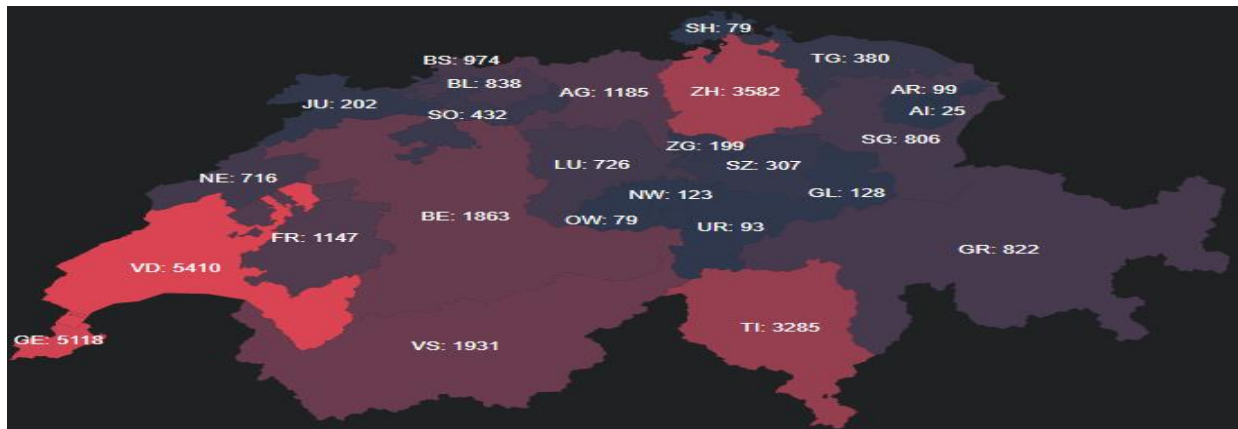 SH: 79
BS: 974
TG: 380
BL: 838
AG: 1185
ZH: 3582
AR: 99
JU: 202
SO: 432
AI: 25
ZG: 199
SG: 806
NE: 716
LU: 726
SZ: 307
NW: 123
GL: 128
BE: 1863
OW: 79
UR: 93
FR: 1147
GR: 822
VD: 5410
TI: 3285
GE: 5118
VS: 1931